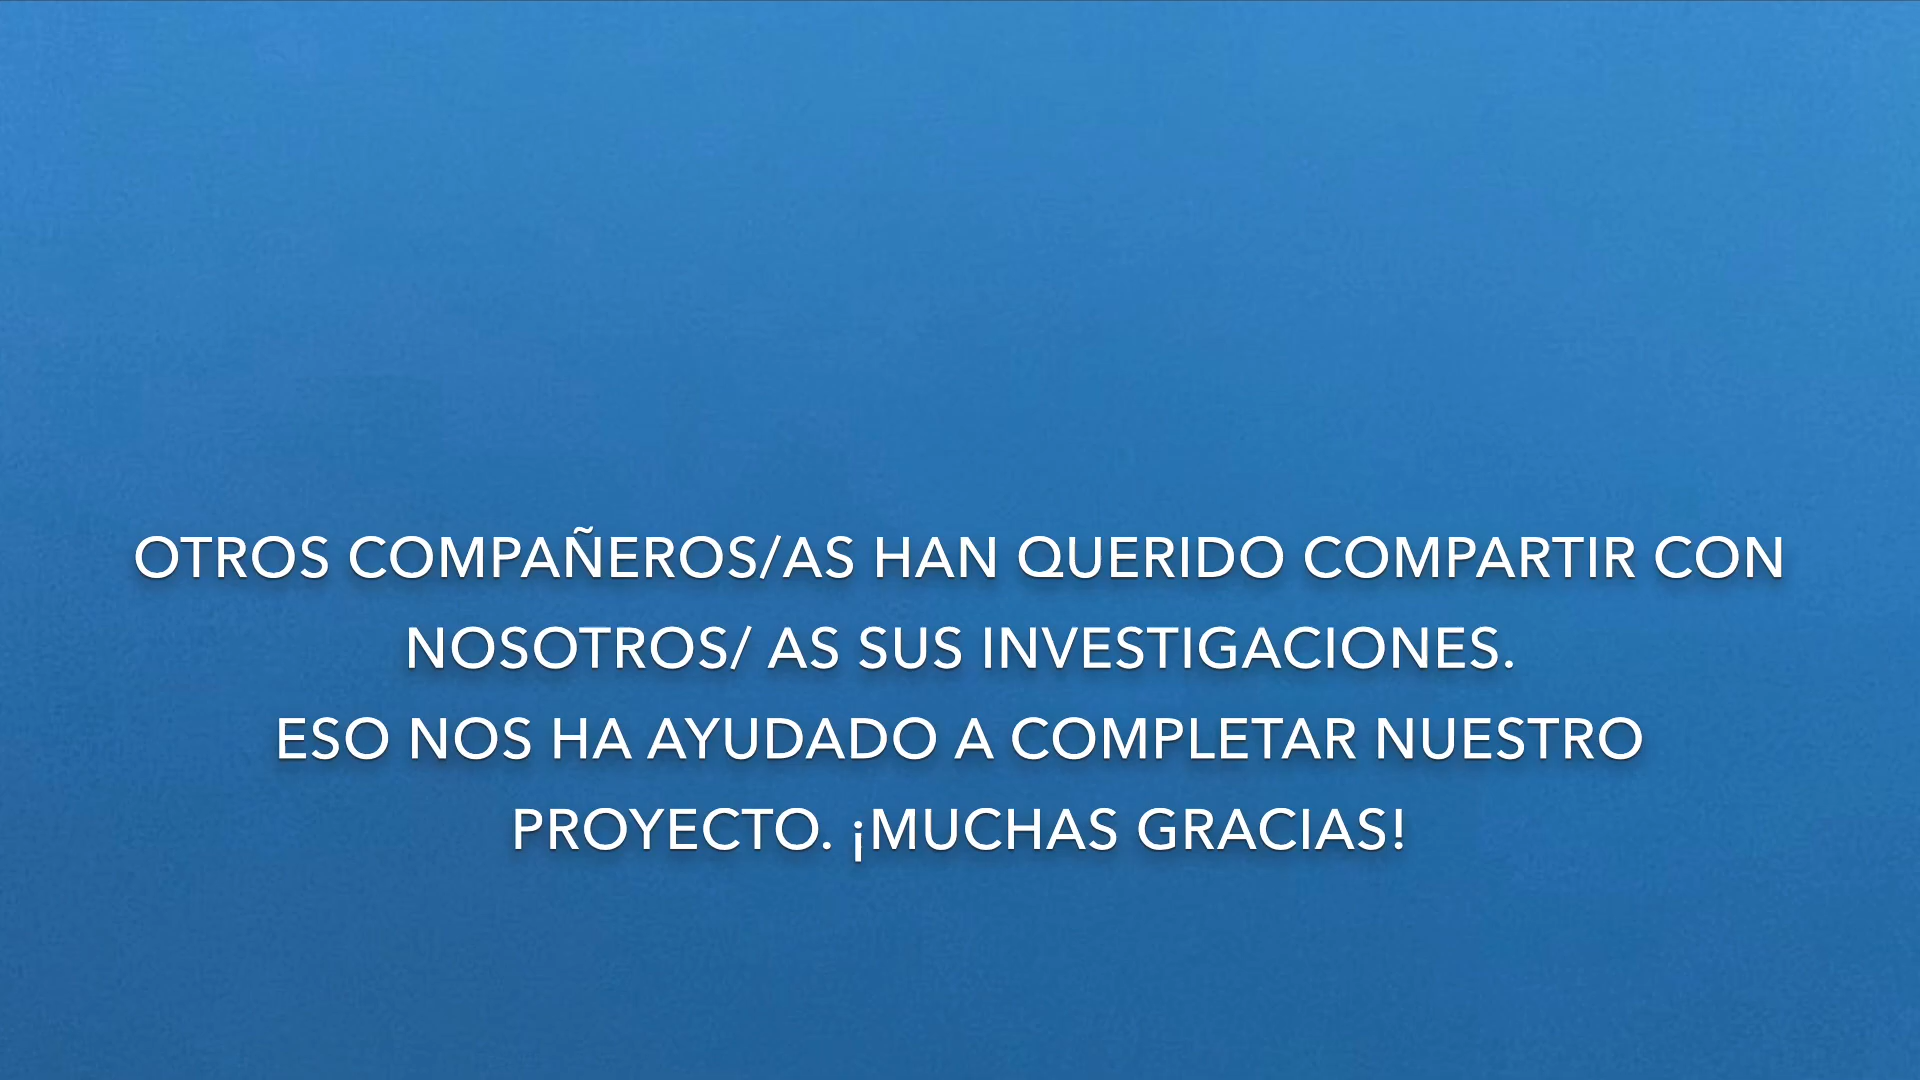 OTROS COMPAÑEROS/AS HAN QUERIDO COMPARTIR CON
NOSOTROS/ AS SUS INVESTIGACIONES.
ESO NOS HA AYUDADO A COMPLETAR NUESTRO
PROYECTO. ¡MUCHAS GRACIAS!